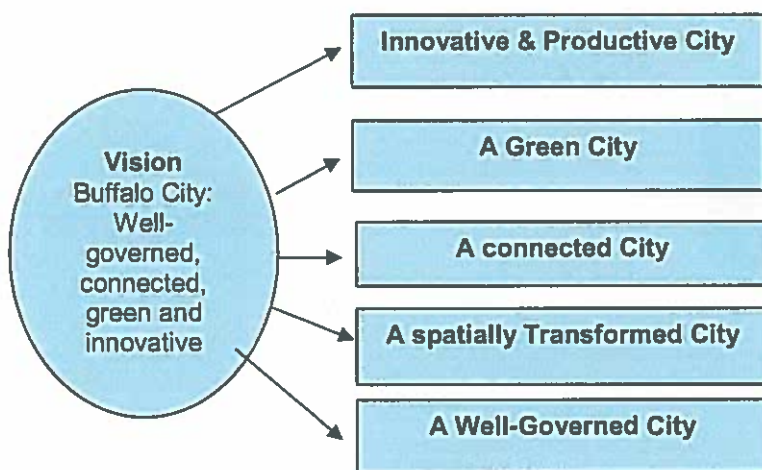 Vision
Buffalo City:
Well-
governed,
connected,
green and
innovative
Innovative & Productive City
A Green City
A connected City
A spatially Transformed City
A Well-Governed City